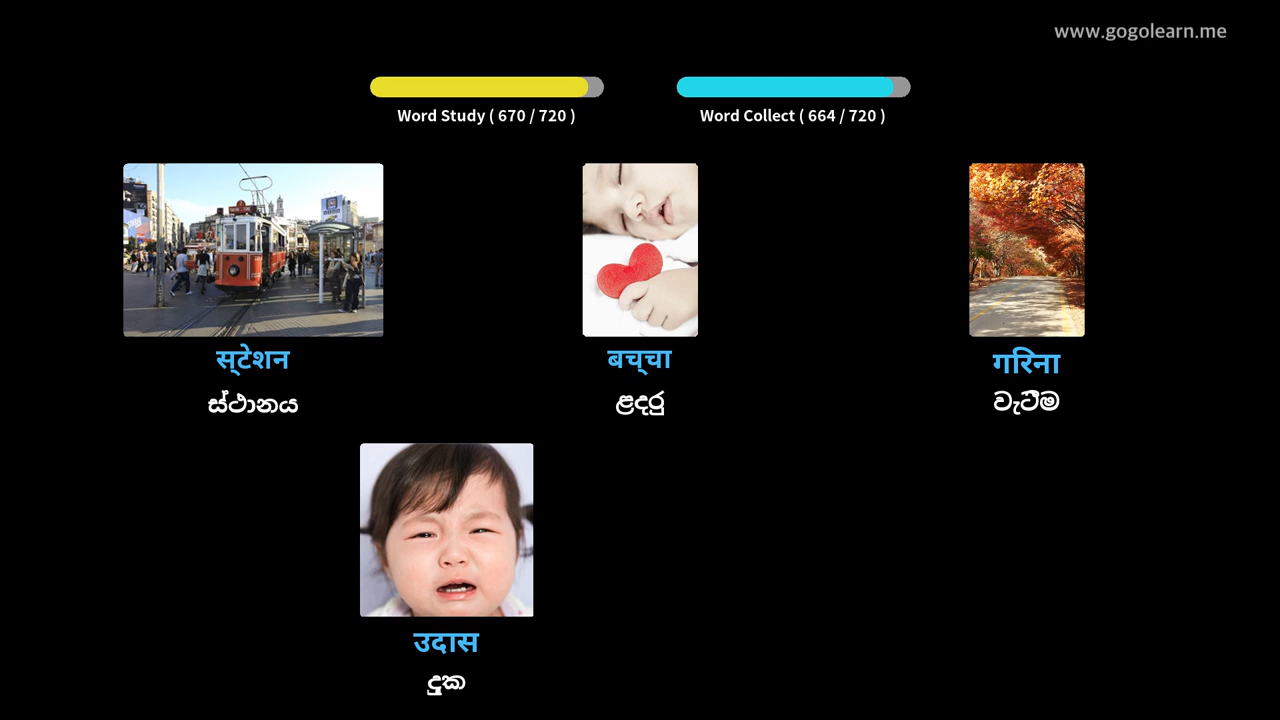 www.gogolearn.me
Word Study ( 670 / 720 )
Word Collect ( 664 / 720 )
स्टेशन
ස්ථානය
बच्चा
ළදරු
गरिना
වැටීම
उदास
දුක